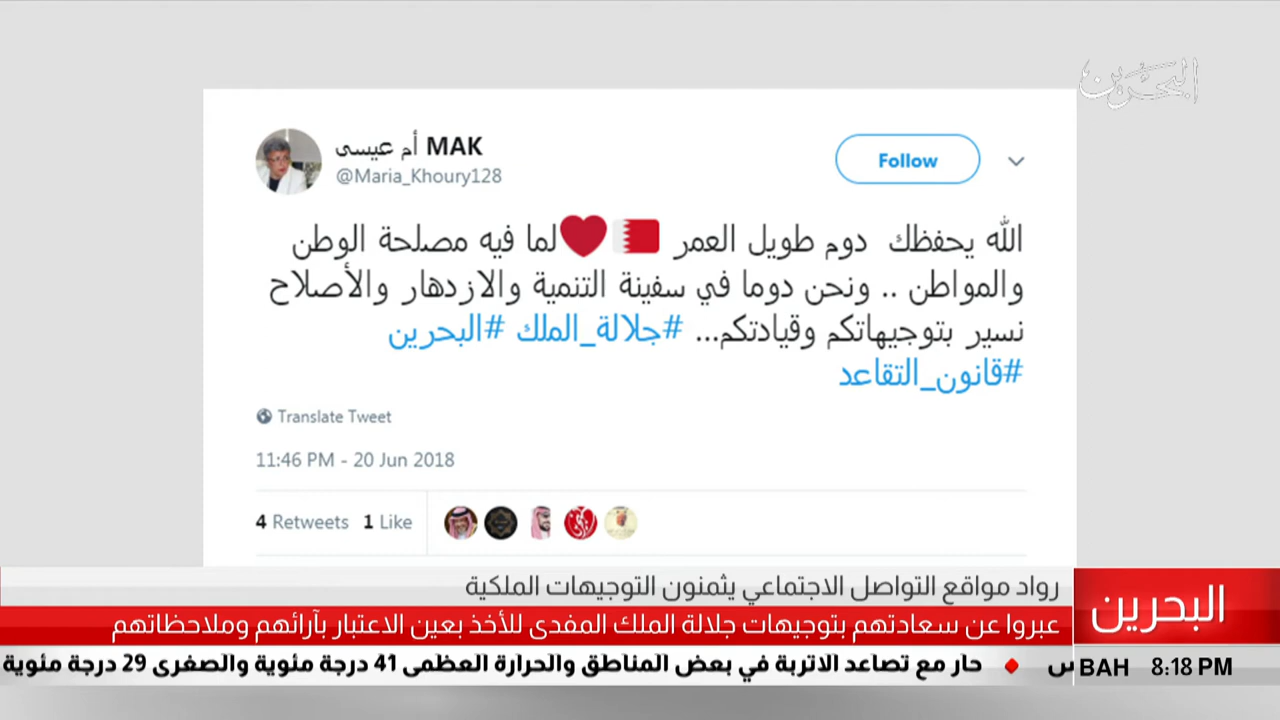 البحرين
أم عيسى MAK
@Maria_Khoury128
Follow
الله يحفظك دوم طويل العمر 🇧🇭❤لما فيه مصلحة الوطن
والمواطن .. ونحن دوما في سفينة التنمية والازدهار والأصلاح
نسير بتوجيهاتكم وقيادتكم... #جلالة_الملك #البحرين
#قانون_التقاعد
Translate Tweet
11:46 PM - 20 Jun 2018
4 Retweets 1 Like
رواد مواقع التواصل الاجتماعي يثمنون التوجيهات الملكية
البحرين
عبروا عن سعادتهم بتوجيهات جلالة الملك المفدى للأخذ بعين الاعتبار بآرائهم وملاحظاتهم
حار مع تصاعد الاتربة في بعض المناطق والحرارة العظمى 41 درجة مئوية والصغرى 29 درجة مئوية
BAH 8:18 PM